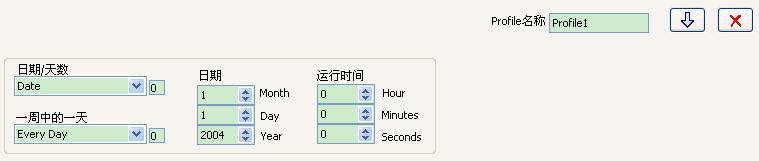 Profile名称 Profile1
日期/天数
Date 0
一周中的一天
Every Day 0
日期
1 Month
1 Day
2004 Year
运行时间
0 Hour
0 Minutes
0 Seconds